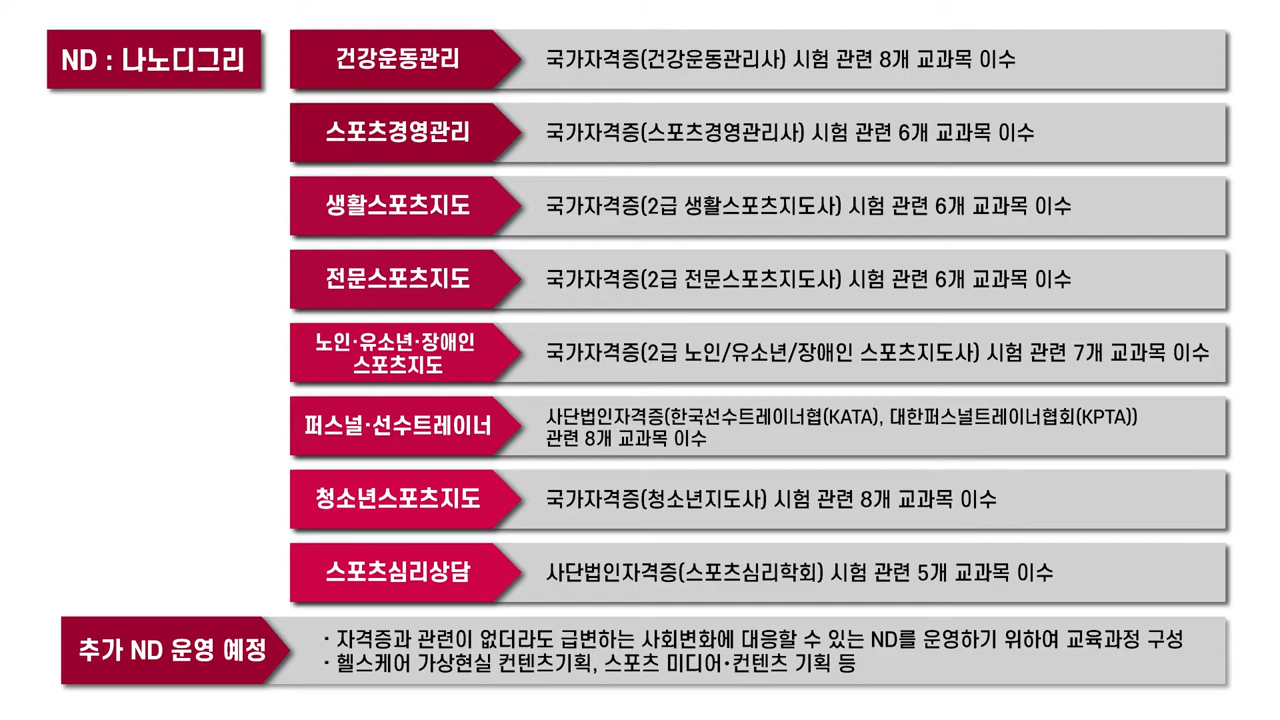 ND : 나노디그리
건강운동관리
국가자격증(건강운동관리사) 시험 관련 8개 교과목 이수
스포츠경영관리
국가자격증(스포츠경영관리사) 시험 관련 6개 교과목 이수
생활스포츠지도
국가자격증(2급 생활스포츠지도사) 시험 관련 6개 교과목 이수
전문스포츠지도
국가자격증(2급 전문스포츠지도사) 시험 관련 6개 교과목 이수
노인·유소년·장애인
스포츠지도
국가자격증(2급 노인/유소년/장애인 스포츠지도사) 시험 관련 7개 교과목 이수
퍼스널·선수트레이너
사단법인자격증(한국선수트레이너협(KATA), 대한퍼스널트레이너협회(KPTA))
관련 8개 교과목 이수
청소년스포츠지도
국가자격증(청소년지도사) 시험 관련 8개 교과목 이수
스포츠심리상담
사단법인자격증(스포츠심리학회) 시험 관련 5개 교과목 이수
추가 ND 운영 예정
· 자격증과 관련이 없더라도 급변하는 사회변화에 대응할 수 있는 ND를 운영하기 위하여 교육과정 구성
· 헬스케어 가상현실 컨텐츠기획, 스포츠 미디어·컨텐츠 기획 등